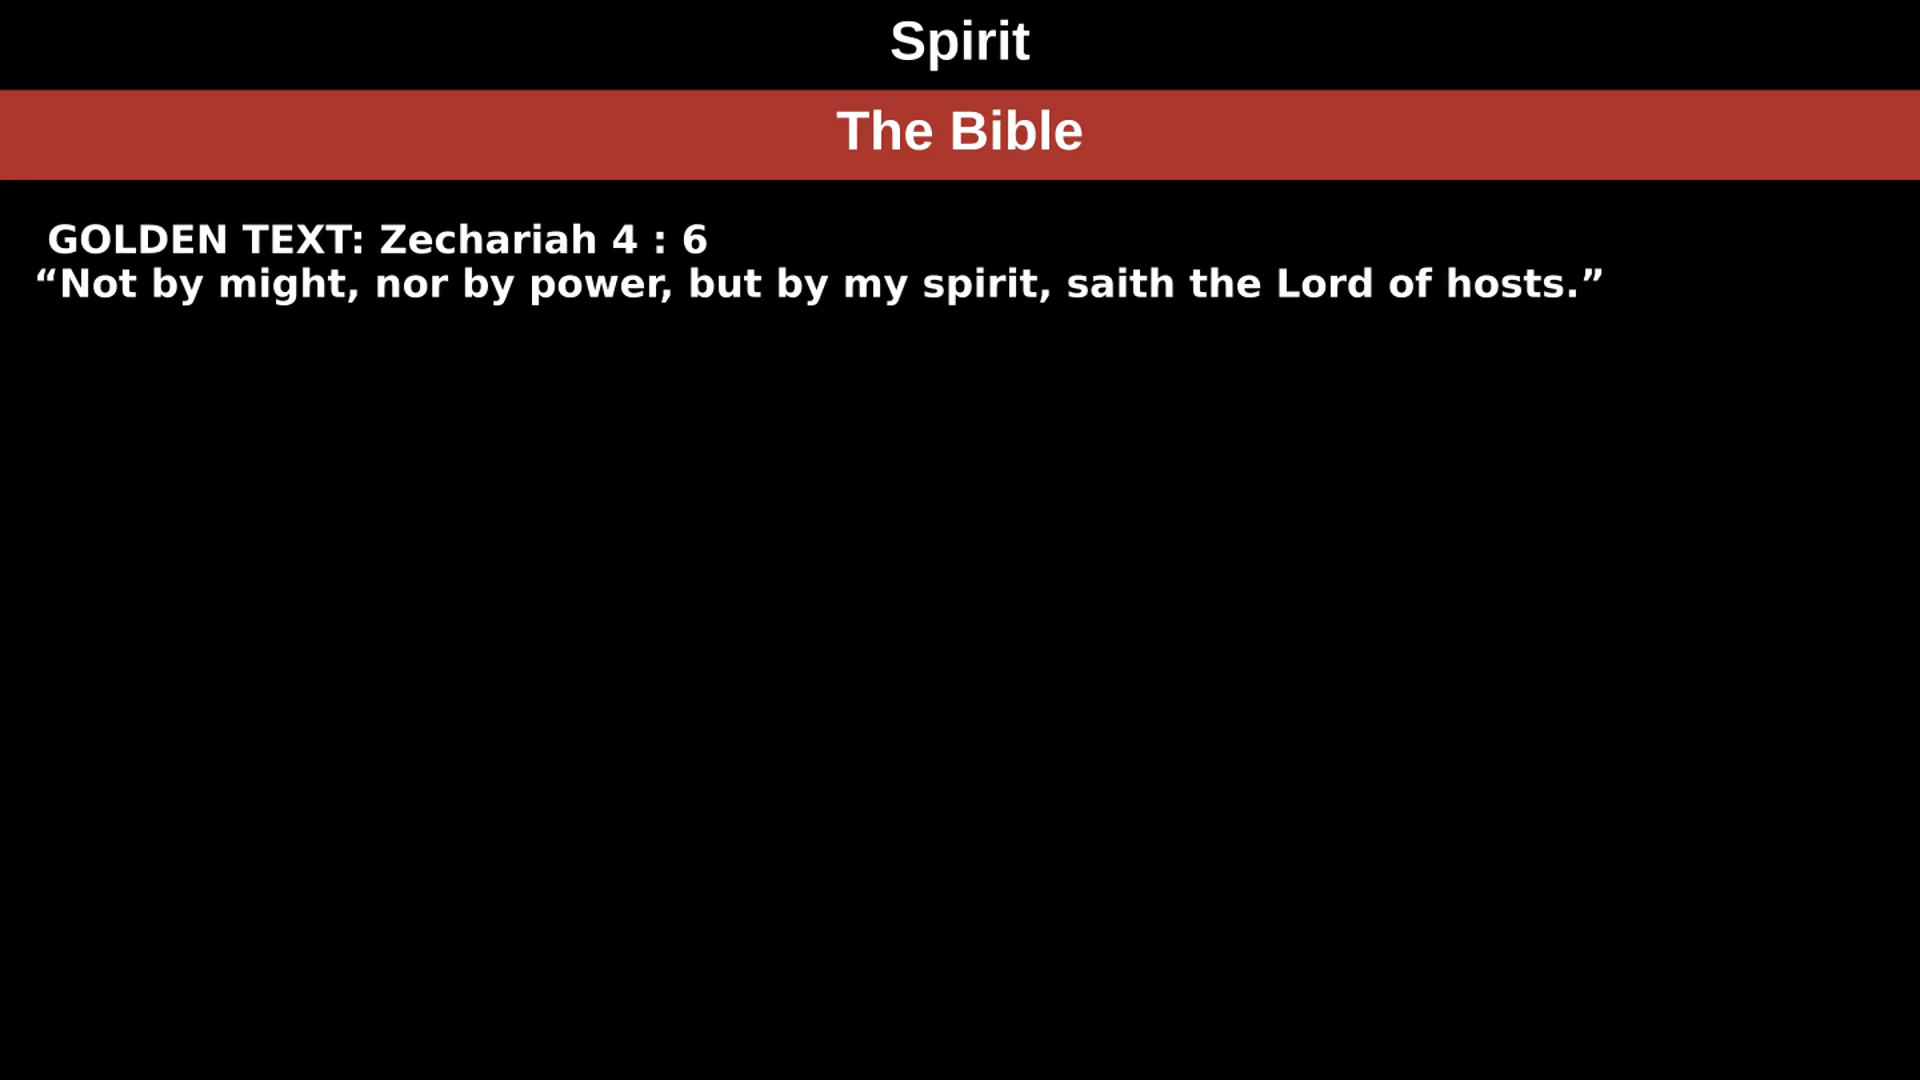 Spirit
The Bible
GOLDEN TEXT: Zechariah 4 : 6
“Not by might, nor by power, but by my spirit, saith the Lord of hosts.”